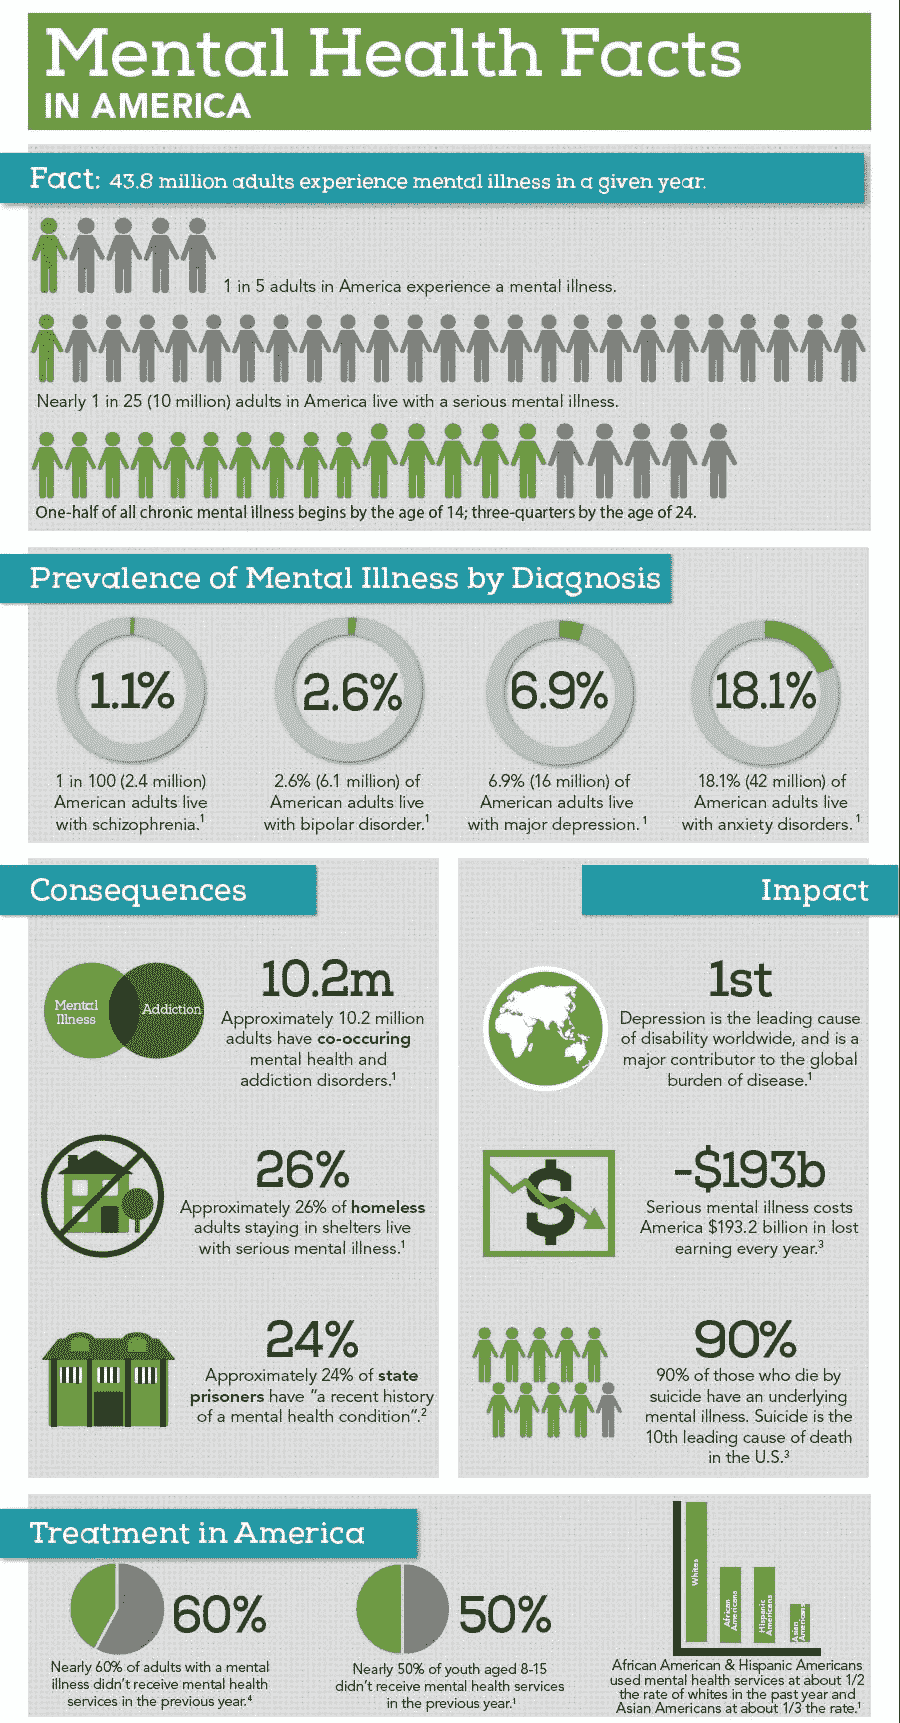 Mental Health Facts
IN AMERICA
Fact: 43.8 million adults experience mental illness in a given year.
1 in 5 adults in America experience a mental illness.
Nearly 1 in 25 (10 million) adults in America live with a serious mental illness.
One-half of all chronic mental illness begins by the age of 14; three-quarters by the age of 24.
Prevalence of Mental Illness by Diagnosis
1.1%
1 in 100 (2.4 million)
American adults live
with schizophrenia.¹
2.6%
2.6% (6.1 million) of
American adults live
with bipolar disorder.¹
6.9%
6.9% (16 million) of
American adults live
with major depression.¹
18.1%
18.1% (42 million) of
American adults live
with anxiety disorders.¹
Consequences
Mental
Illness
Addiction
10.2m
Approximately 10.2 million
adults have co-occuring
mental health and
addiction disorders.¹
26%
Approximately 26% of homeless
adults staying in shelters live
with serious mental illness.¹
24%
Approximately 24% of state
prisoners have "a recent history
of a mental health condition".²
Impact
1st
Depression is the leading cause
of disability worldwide, and is a
major contributor to the global
burden of disease.¹
$
-$193b
Serious mental illness costs
America $193.2 billion in lost
earning every year.³
90%
90% of those who die by
suicide have an underlying
mental illness. Suicide is the
10th leading cause of death
in the U.S.³
Treatment in America
60%
Nearly 60% of adults with a mental
illness didn't receive mental health
services in the previous year.⁴
50%
Nearly 50% of youth aged 8-15
didn't receive mental health services
in the previous year.¹
Whites
African
Americans
Hispanic
Americans
Asian
Americans
African American & Hispanic Americans
used mental health services at about 1/2
the rate of whites in the past year and
Asian Americans at about 1/3 the rate.¹